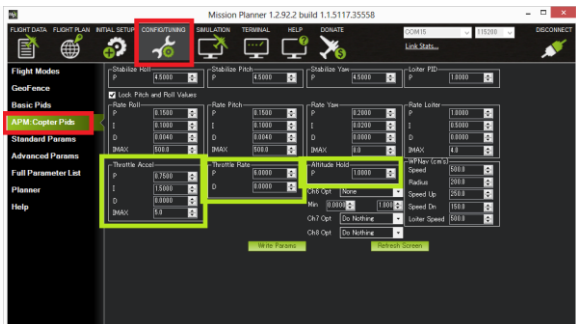 Mission Planner 1.2.92.2 build 1.1.5117.35558
FLIGHT DATA FLIGHT PLAN INITIAL SETUP CONFIG/TUNING SIMULATION TERMINAL HELP DONATE
COM15 115200 DISCONNECT
Link Stats...
Flight Modes
GeoFence
Basic Pids
APM:Copter Pids
Standard Params
Advanced Params
Full Parameter List
Planner
Help
Stabilize Roll
P 4.5000
Stabilize Pitch
P 4.5000
Stabilize Yaw
P 4.5000
Loiter PID
P 1.0000
Lock Pitch and Roll Values
Rate Roll
P 0.1500
I 0.1000
D 0.0040
IMAX 500.0
Rate Pitch
P 0.1500
I 0.1000
D 0.0040
IMAX 500.0
Rate Yaw
P 0.2000
I 0.0200
D 0.0000
IMAX 8.0
Rate Loiter
P 1.0000
I 0.5000
D 0.0000
IMAX 4.0
Throttle Accel
P 0.7500
I 1.5000
D 0.0000
IMAX 5.0
Throttle Rate
P 6.0000
D 0.0000
Altitude Hold
P 1.0000
Ch6 Opt None
Min 0.0000 1.000
Ch7 Opt Do Nothing
Ch8 Opt Do Nothing
WPNav (cm's)
Speed 500.0
Radius 200.0
Speed Up 250.0
Speed Dn 150.0
Loiter Speed 500.0
Write Params
Refresh Screen